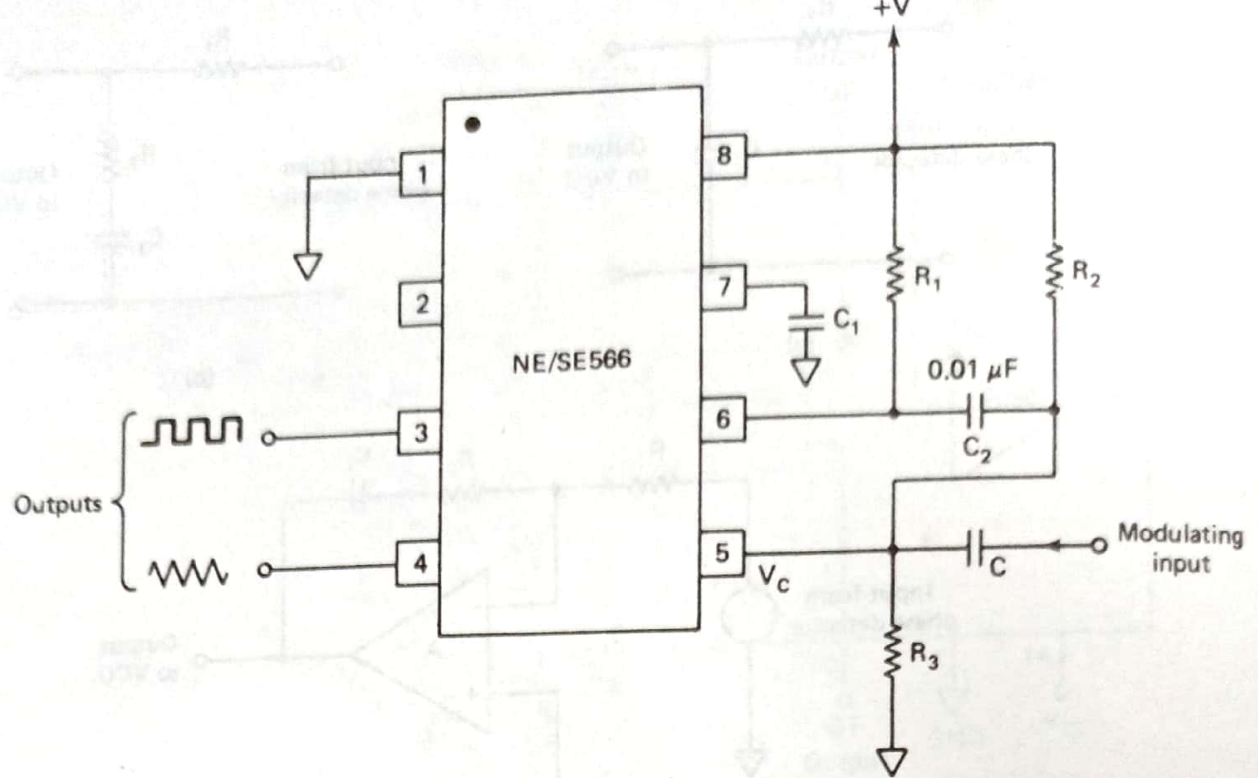 +V
1
8
2
7
R1
R2
C1
NE/SE566
0.01 μF
3
6
C2
Outputs
4
5
VC
C
Modulating
input
R3